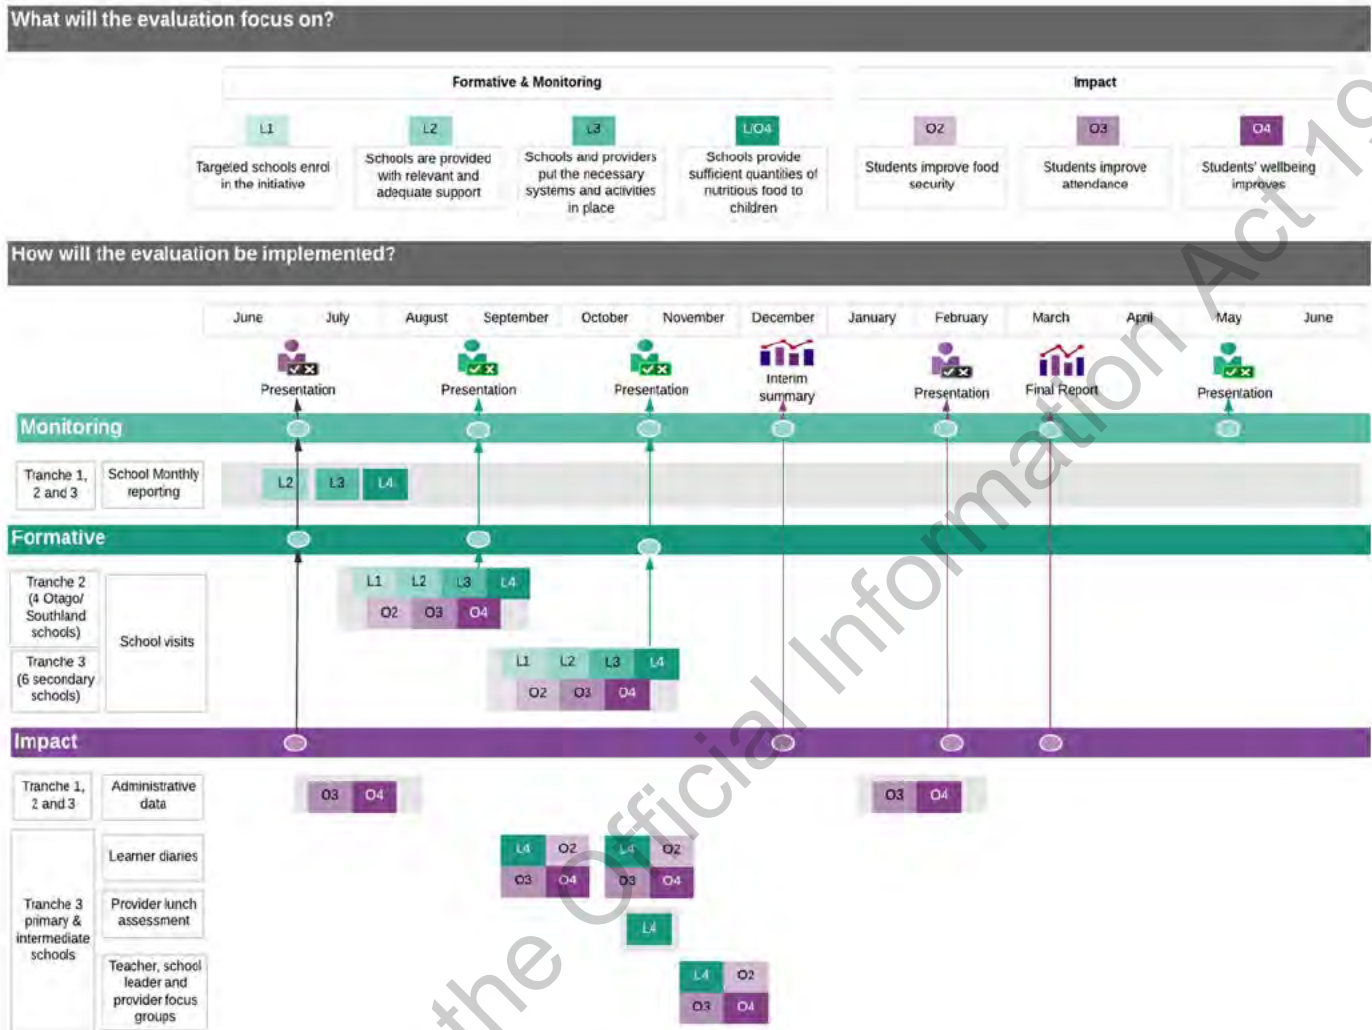 What will the evaluation focus on?
Formative & Monitoring
Impact
L1
L2
L3
L/O4
O2
O3
O4
Targeted schools enrol
in the initiative
Schools are provided
with relevant and
adequate support
Schools and providers
put the necessary
systems and activities
in place
Schools provide
sufficient quantities of
nutritious food to
children
Students improve food
security
Students improve
attendance
Students' wellbeing
improves
How will the evaluation be implemented?
June July August September October November December January February March April May June
Presentation
Presentation
Presentation
Interim
summary
Presentation
Final Report
Presentation
Monitoring
Tranche 1,
2 and 3
School Monthly
reporting
L2 L3 L4
Formative
Tranche 2
(4 Otago/
Southland
schools)
School visits
L1 L2 L3 L4
O2 O3 O4
Tranche 3
(6 secondary
schools)
L1 L2 L3 L4
O2 O3 O4
Impact
Tranche 1,
2 and 3
Administrative
data
O3 O4
O3 O4
Tranche 3
primary &
intermediate
schools
Learner diaries
L4 O2 L4 O2
O3 O4 O3 O4
Provider lunch
assessment
L4
Teacher, school
leader and
provider focus
groups
L4 O2
O3 O4
the Official Information Act 19